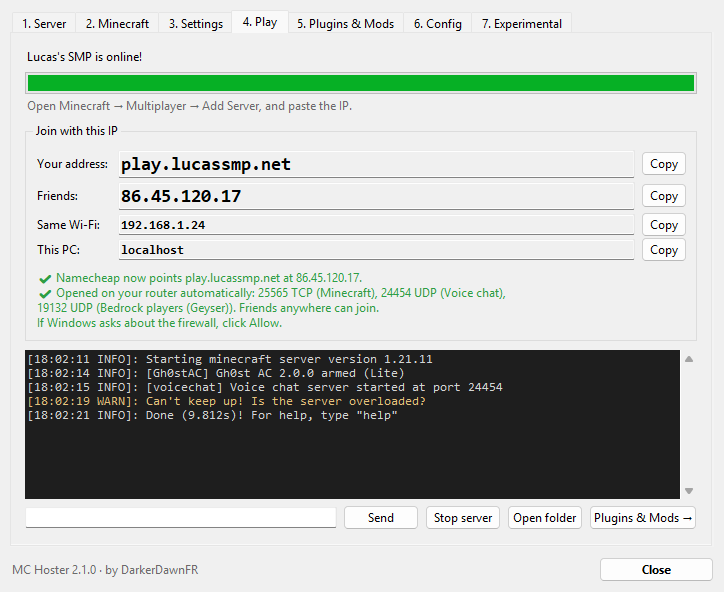 1. Server 2. Minecraft 3. Settings 4. Play 5. Plugins & Mods 6. Config 7. Experimental
Lucas's SMP is online!
Open Minecraft → Multiplayer → Add Server, and paste the IP.
Join with this IP
Your address: play.lucassmp.net Copy
Friends: 86.45.120.17 Copy
Same Wi-Fi: 192.168.1.24 Copy
This PC: localhost Copy
✔ Namecheap now points play.lucassmp.net at 86.45.120.17.
✔ Opened on your router automatically: 25565 TCP (Minecraft), 24454 UDP (Voice chat),
19132 UDP (Bedrock players (Geyser)). Friends anywhere can join.
If Windows asks about the firewall, click Allow.
[18:02:11 INFO]: Starting minecraft server version 1.21.11
[18:02:14 INFO]: [Gh0stAC] Gh0st AC 2.0.0 armed (Lite)
[18:02:15 INFO]: [voicechat] Voice chat server started at port 24454
[18:02:19 WARN]: Can't keep up! Is the server overloaded?
[18:02:21 INFO]: Done (9.812s)! For help, type "help"
Send Stop server Open folder Plugins & Mods →
MC Hoster 2.1.0 · by DarkerDawnFR Close